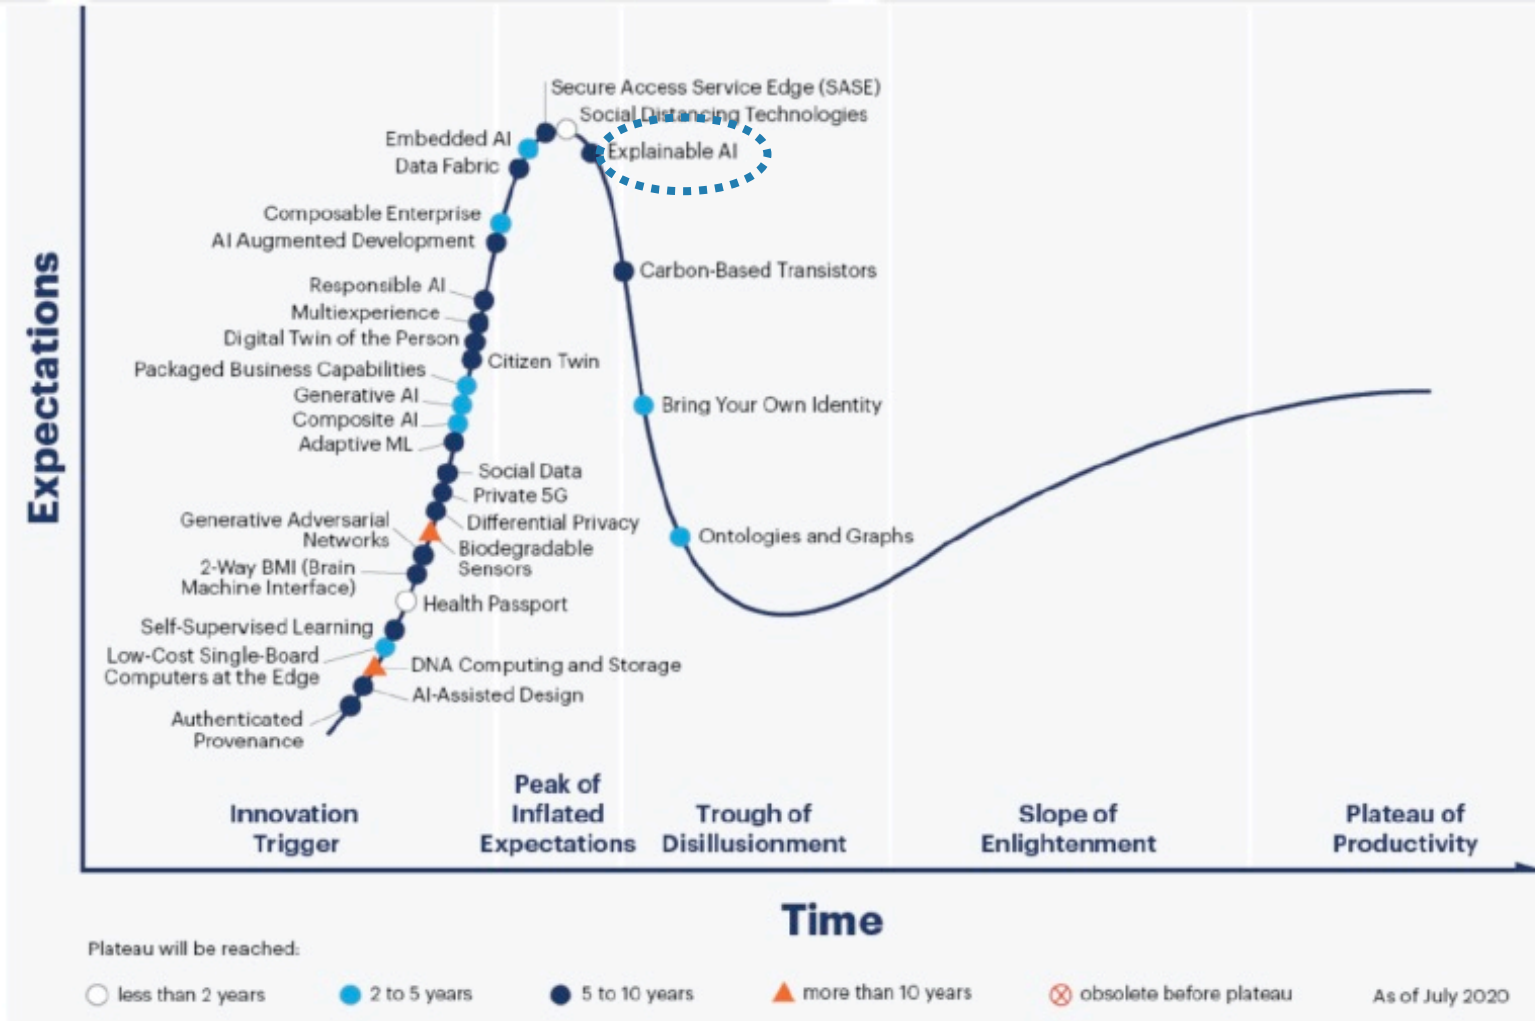 Secure Access Service Edge (SASE)
Social Distancing Technologies
Embedded AI
Explainable AI
Data Fabric
Composable Enterprise
AI Augmented Development
Carbon-Based Transistors
Responsible AI
Multiexperience
Digital Twin of the Person
Citizen Twin
Packaged Business Capabilities
Generative AI
Bring Your Own Identity
Composite AI
Adaptive ML
Social Data
Private 5G
Generative Adversarial
Networks
Differential Privacy
Ontologies and Graphs
Biodegradable
Sensors
2-Way BMI (Brain
Machine Interface)
Health Passport
Self-Supervised Learning
Low-Cost Single-Board
Computers at the Edge
DNA Computing and Storage
AI-Assisted Design
Authenticated
Provenance
Expectations
Innovation
Trigger
Peak of
Inflated
Expectations
Trough of
Disillusionment
Slope of
Enlightenment
Plateau of
Productivity
Time
Plateau will be reached:
less than 2 years
2 to 5 years
5 to 10 years
more than 10 years
obsolete before plateau
As of July 2020